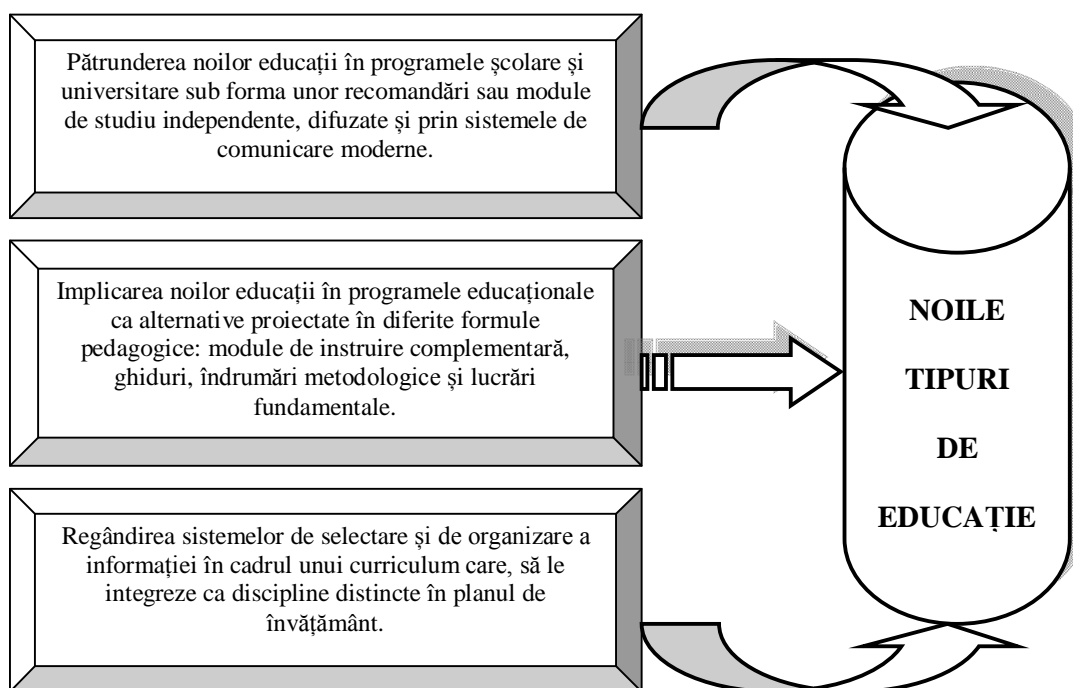 Pătrunderea noilor educații în programele școlare și
universitare sub forma unor recomandări sau module
de studiu independente, difuzate și prin sistemele de
comunicare moderne.
Implicarea noilor educații în programele educaționale
ca alternative proiectate în diferite formule
pedagogice: module de instruire complementară,
ghiduri, îndrumări metodologice și lucrări
fundamentale.
Regândirea sistemelor de selectare și de organizare a
informației în cadrul unui curriculum care, să le
integreze ca discipline distincte în planul de
învățământ.
NOILE
TIPURI
DE
EDUCAȚIE